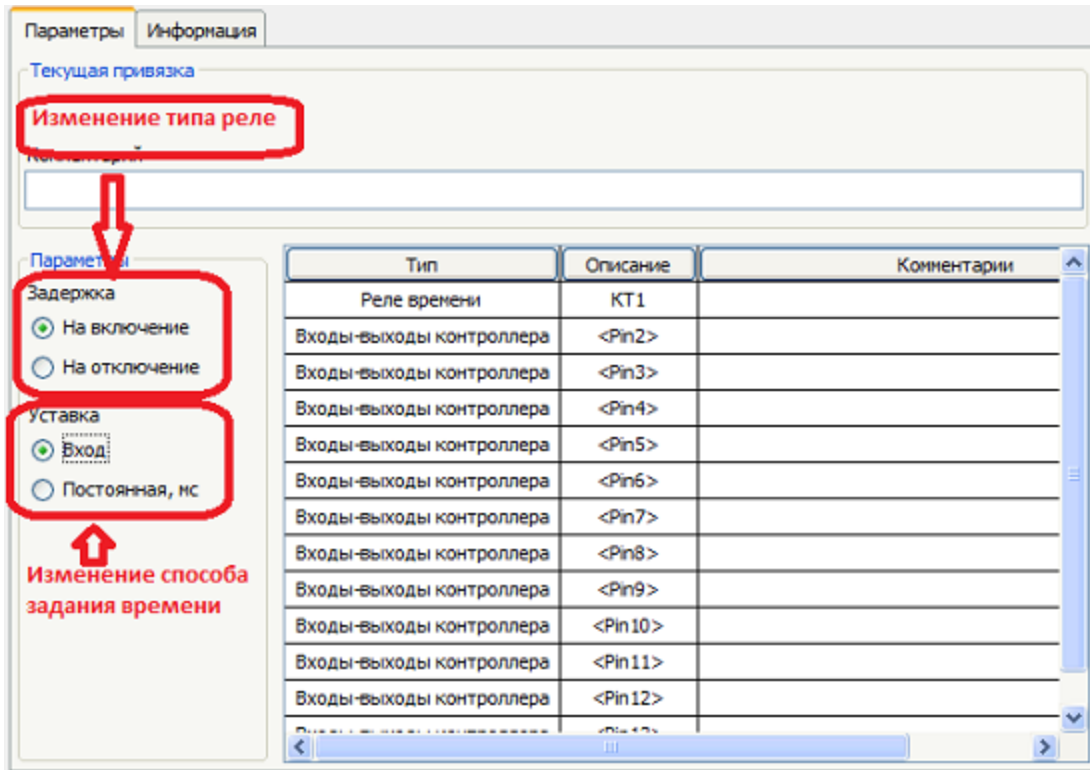 Параметры Информация
Текущая привязка
Изменение типа реле
Параметры
Задержка
На включение
На отключение
Уставка
Вход
Постоянная, мс
Изменение способа
задания времени
Тип Описание Комментарии
Реле времени KT1
Входы-выходы контроллера <Pin2>
Входы-выходы контроллера <Pin3>
Входы-выходы контроллера <Pin4>
Входы-выходы контроллера <Pin5>
Входы-выходы контроллера <Pin6>
Входы-выходы контроллера <Pin7>
Входы-выходы контроллера <Pin8>
Входы-выходы контроллера <Pin9>
Входы-выходы контроллера <Pin10>
Входы-выходы контроллера <Pin11>
Входы-выходы контроллера <Pin12>